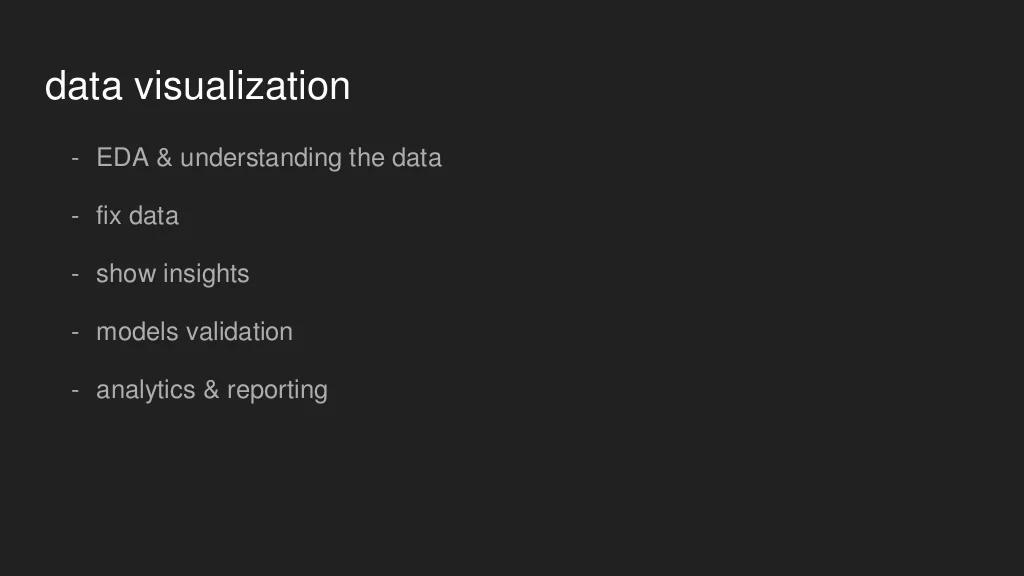 data visualization
- EDA & understanding the data
- fix data
- show insights
- models validation
- analytics & reporting